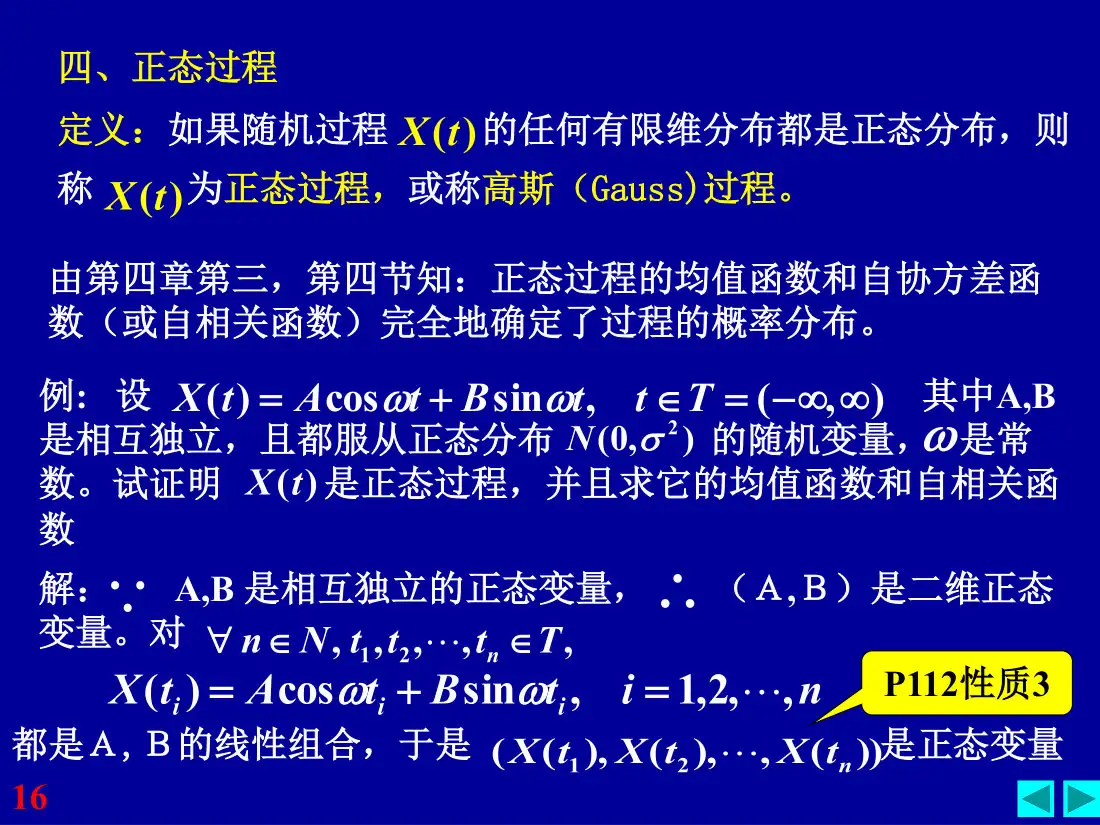 四、正态过程
定义：如果随机过程 X(t) 的任何有限维分布都是正态分布，则
称 X(t) 为正态过程，或称高斯（Gauss)过程。
由第四章第三，第四节知：正态过程的均值函数和自协方差函
数（或自相关函数）完全地确定了过程的概率分布。
例：设 X(t) = A cos ωt + B sin ωt, t ∈ T = (−∞,∞) 其中A,B
是相互独立，且都服从正态分布 N(0,σ²) 的随机变量，ω是常
数。试证明 X(t) 是正态过程，并且求它的均值函数和自相关函
数
解：∵ A,B 是相互独立的正态变量，∴（A,B）是二维正态
变量。对 ∀ n ∈ N, t₁,t₂,⋯,tₙ ∈ T,
X(tᵢ) = A cos ωtᵢ + B sin ωtᵢ, i = 1,2,⋯,n
P112性质3
都是A, B的线性组合，于是 (X(t₁), X(t₂),⋯, X(tₙ))是正态变量
16